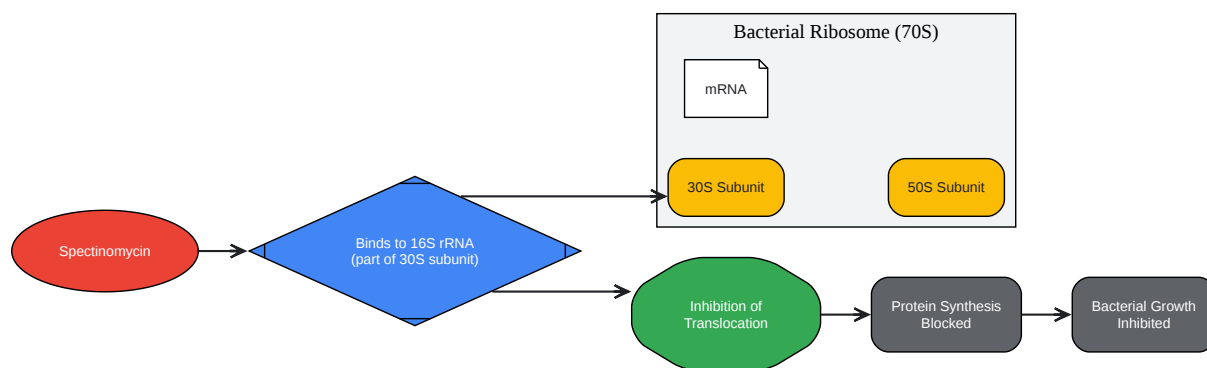 Bacterial Ribosome (70S)
mRNA
30S Subunit
50S Subunit
Spectinomycin
Binds to 16S rRNA
(part of 30S subunit)
Inhibition of
Translocation
Protein Synthesis
Blocked
Bacterial Growth
Inhibited